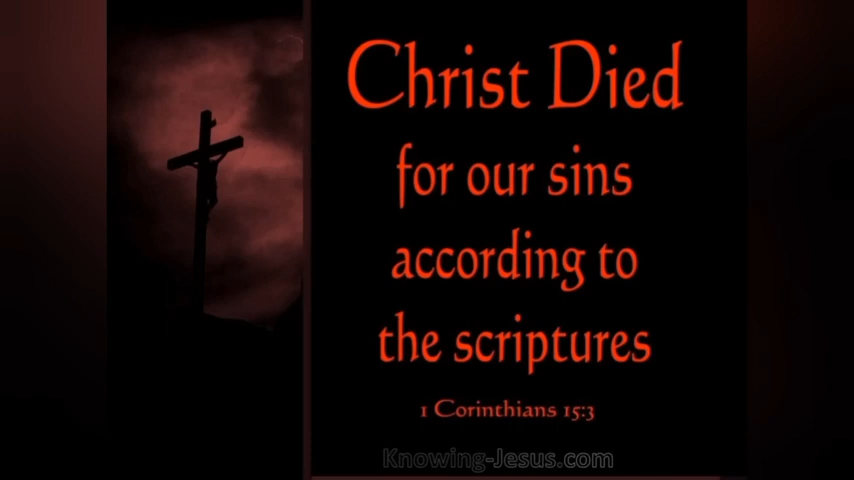 Christ Died
for our sins
according to
the scriptures
1 Corinthians 15:3
Knowing-Jesus.com